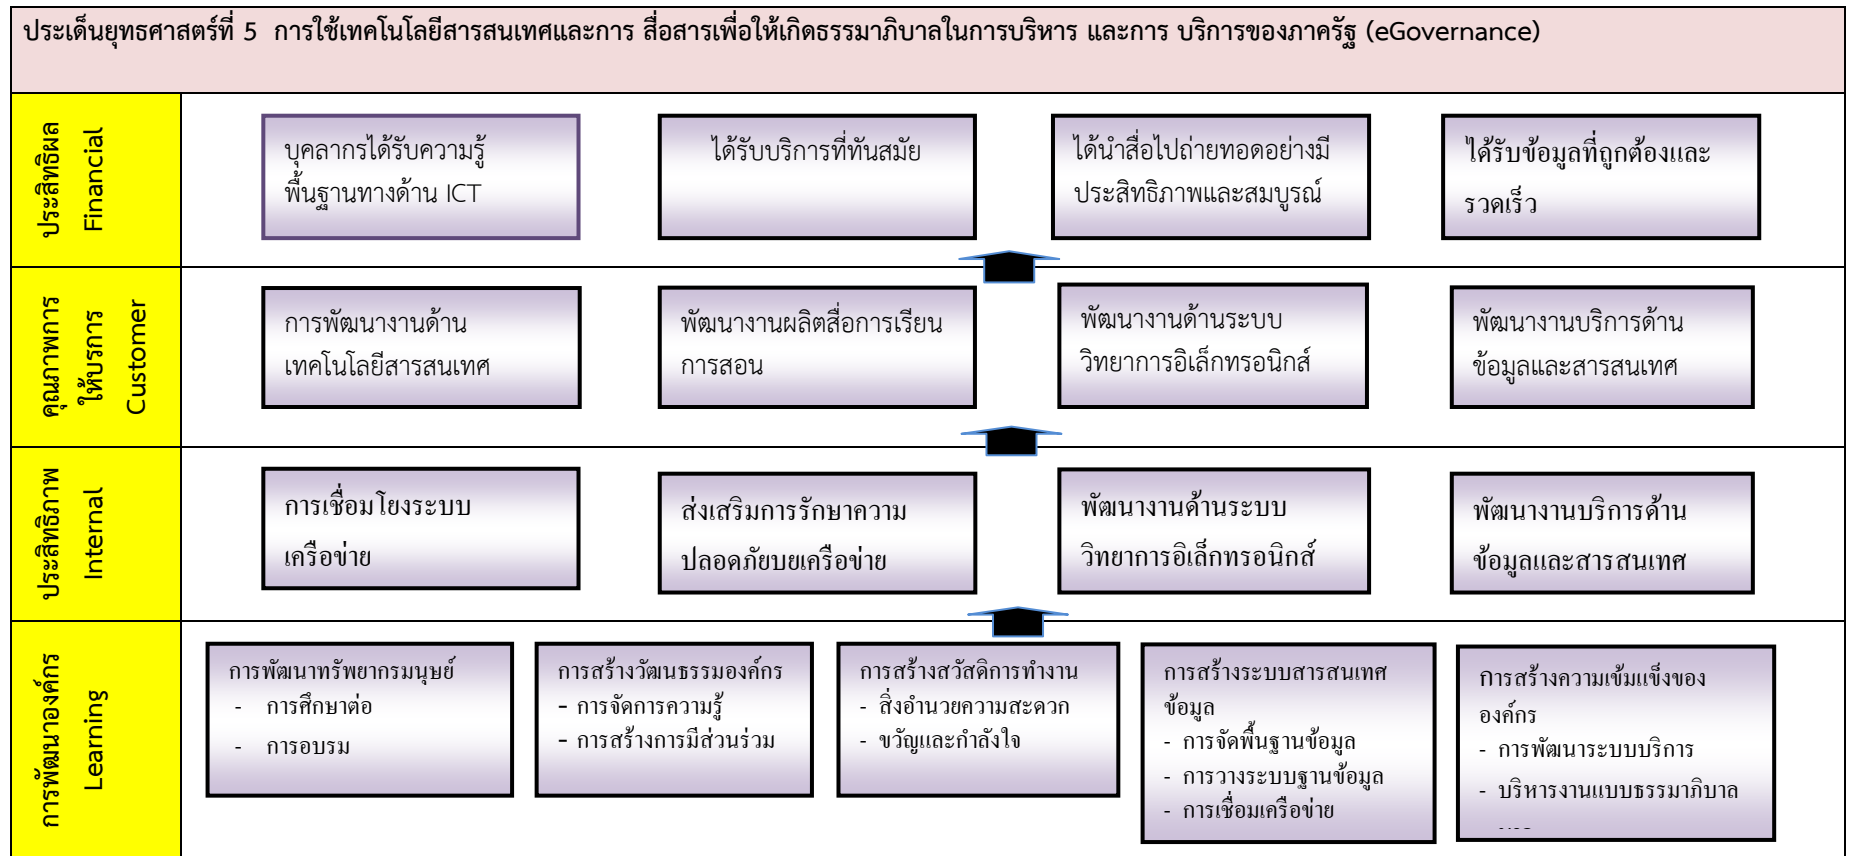 ประเด็นยุทธศาสตร์ที่ 5 การใช้เทคโนโลยีสารสนเทศและการ สื่อสารเพื่อให้เกิดธรรมาภิบาลในการบริหาร และการ บริการของภาครัฐ (eGovernance)
ประสิทธิผล
Financial
บุคลากรได้รับความรู้
พื้นฐานทางด้าน ICT
ได้รับบริการที่ทันสมัย
ได้นำสื่อไปถ่ายทอดอย่างมี
ประสิทธิภาพและสมบูรณ์
ได้รับข้อมูลที่ถูกต้องและ
รวดเร็ว
คุณภาพการ
ให้บรการ
Customer
การพัฒนางานด้าน
เทคโนโลยีสารสนเทศ
พัฒนางานผลิตสื่อการเรียน
การสอน
พัฒนางานด้านระบบ
วิทยาการอิเล็กทรอนิกส์
พัฒนางานบริการด้าน
ข้อมูลและสารสนเทศ
ประสิทธิภาพ
Internal
การเชื่อมโยงระบบ
เครือข่าย
ส่งเสริมการรักษาความ
ปลอดภัยบยเครือข่าย
พัฒนางานด้านระบบ
วิทยาการอิเล็กทรอนิกส์
พัฒนางานบริการด้าน
ข้อมูลและสารสนเทศ
การพัฒนาองค์กร
Learning
การพัฒนาทรัพยากรมนุษย์
- การศึกษาต่อ
- การอบรม
การสร้างวัฒนธรรมองค์กร
- การจัดการความรู้
- การสร้างการมีส่วนร่วม
การสร้างสวัสดิการทำงาน
- สิ่งอำนวยความสะดวก
- ขวัญและกำลังใจ
การสร้างระบบสารสนเทศ
ข้อมูล
- การจัดพื้นฐานข้อมูล
- การวางระบบฐานข้อมูล
- การเชื่อมเครือข่าย
การสร้างความเข้มแข็งของ
องค์กร
- การพัฒนาระบบบริการ
- บริหารงานแบบธรรมาภิบาล